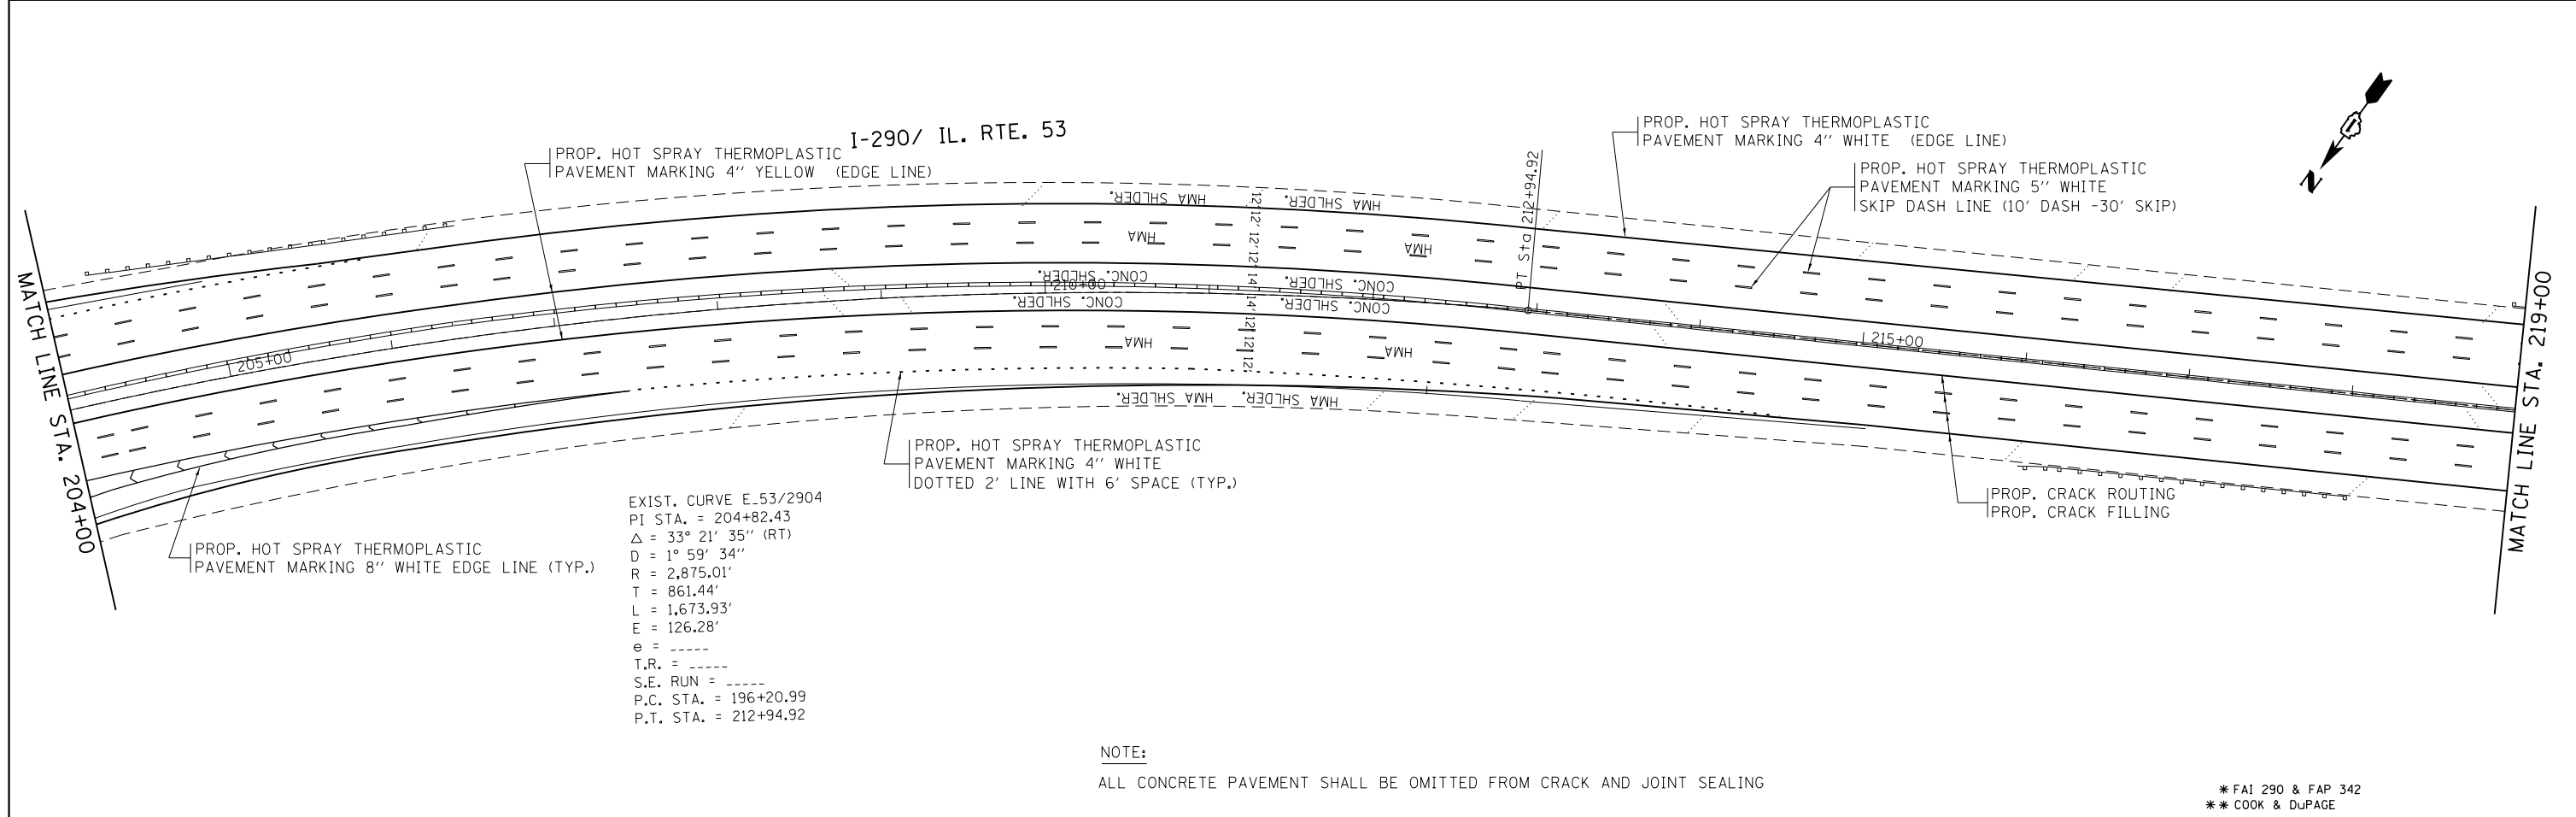 I-290/ IL. RTE. 53
PROP. HOT SPRAY THERMOPLASTIC
PAVEMENT MARKING 4" YELLOW (EDGE LINE)
PROP. HOT SPRAY THERMOPLASTIC
PAVEMENT MARKING 4" WHITE (EDGE LINE)
PROP. HOT SPRAY THERMOPLASTIC
PAVEMENT MARKING 5" WHITE
SKIP DASH LINE (10' DASH -30' SKIP)
N
PT Sta 212+94.92
HMA SHLDER.
HMA SHLDER.
HMA
HMA
CONC. SHLDER.
CONC. SHLDER.
210+00
CONC. SHLDER.
CONC. SHLDER.
12' 12' 12' 12' 14' 14' 12' 12' 12'
HMA
HMA
HMA SHLDER.
HMA SHLDER.
205+00
215+00
MATCH LINE STA. 204+00
MATCH LINE STA. 219+00
PROP. HOT SPRAY THERMOPLASTIC
PAVEMENT MARKING 4" WHITE
DOTTED 2' LINE WITH 6' SPACE (TYP.)
PROP. CRACK ROUTING
PROP. CRACK FILLING
PROP. HOT SPRAY THERMOPLASTIC
PAVEMENT MARKING 8" WHITE EDGE LINE (TYP.)
EXIST. CURVE E_53/2904
PI STA. = 204+82.43
Δ = 33° 21' 35" (RT)
D = 1° 59' 34"
R = 2,875.01'
T = 861.44'
L = 1,673.93'
E = 126.28'
e = _____
T.R. = _____
S.E. RUN = _____
P.C. STA. = 196+20.99
P.T. STA. = 212+94.92
NOTE:
ALL CONCRETE PAVEMENT SHALL BE OMITTED FROM CRACK AND JOINT SEALING
* FAI 290 & FAP 342
* * COOK & DuPAGE